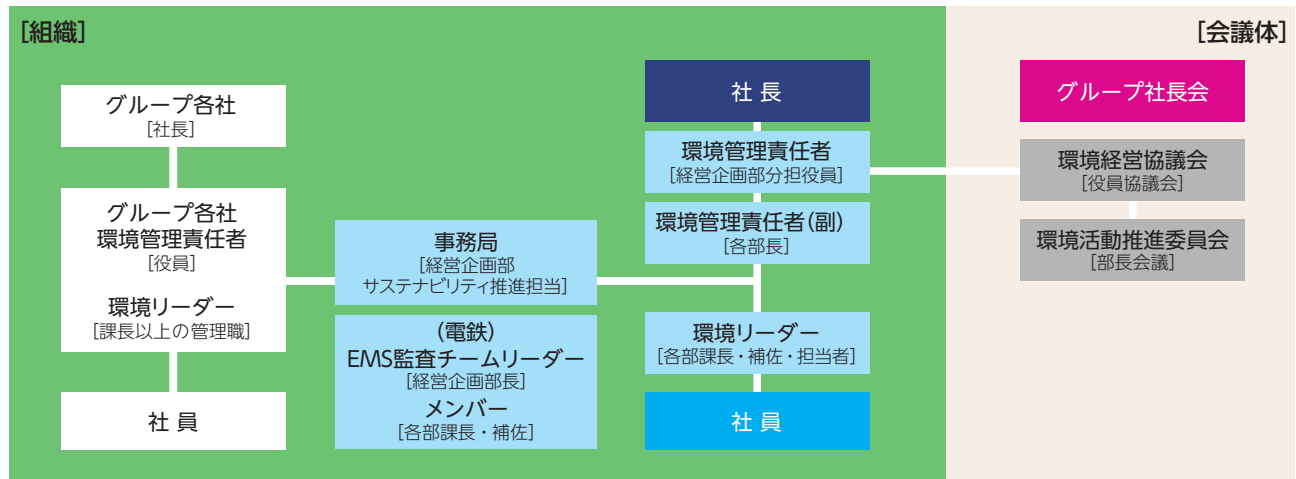 [組織]
グループ各社
[社長]
グループ各社
環境管理責任者
[役員]
環境リーダー
[課長以上の管理職]
社 員
事務局
[経営企画部
サステナビリティ推進担当]
(電鉄)
EMS監査チームリーダー
[経営企画部長]
メンバー
[各部課長・補佐]
社 長
環境管理責任者
[経営企画部分担役員]
環境管理責任者(副)
[各部長]
環境リーダー
[各部課長・補佐・担当者]
社 員
[会議体]
グループ社長会
環境経営協議会
[役員協議会]
環境活動推進委員会
[部長会議]